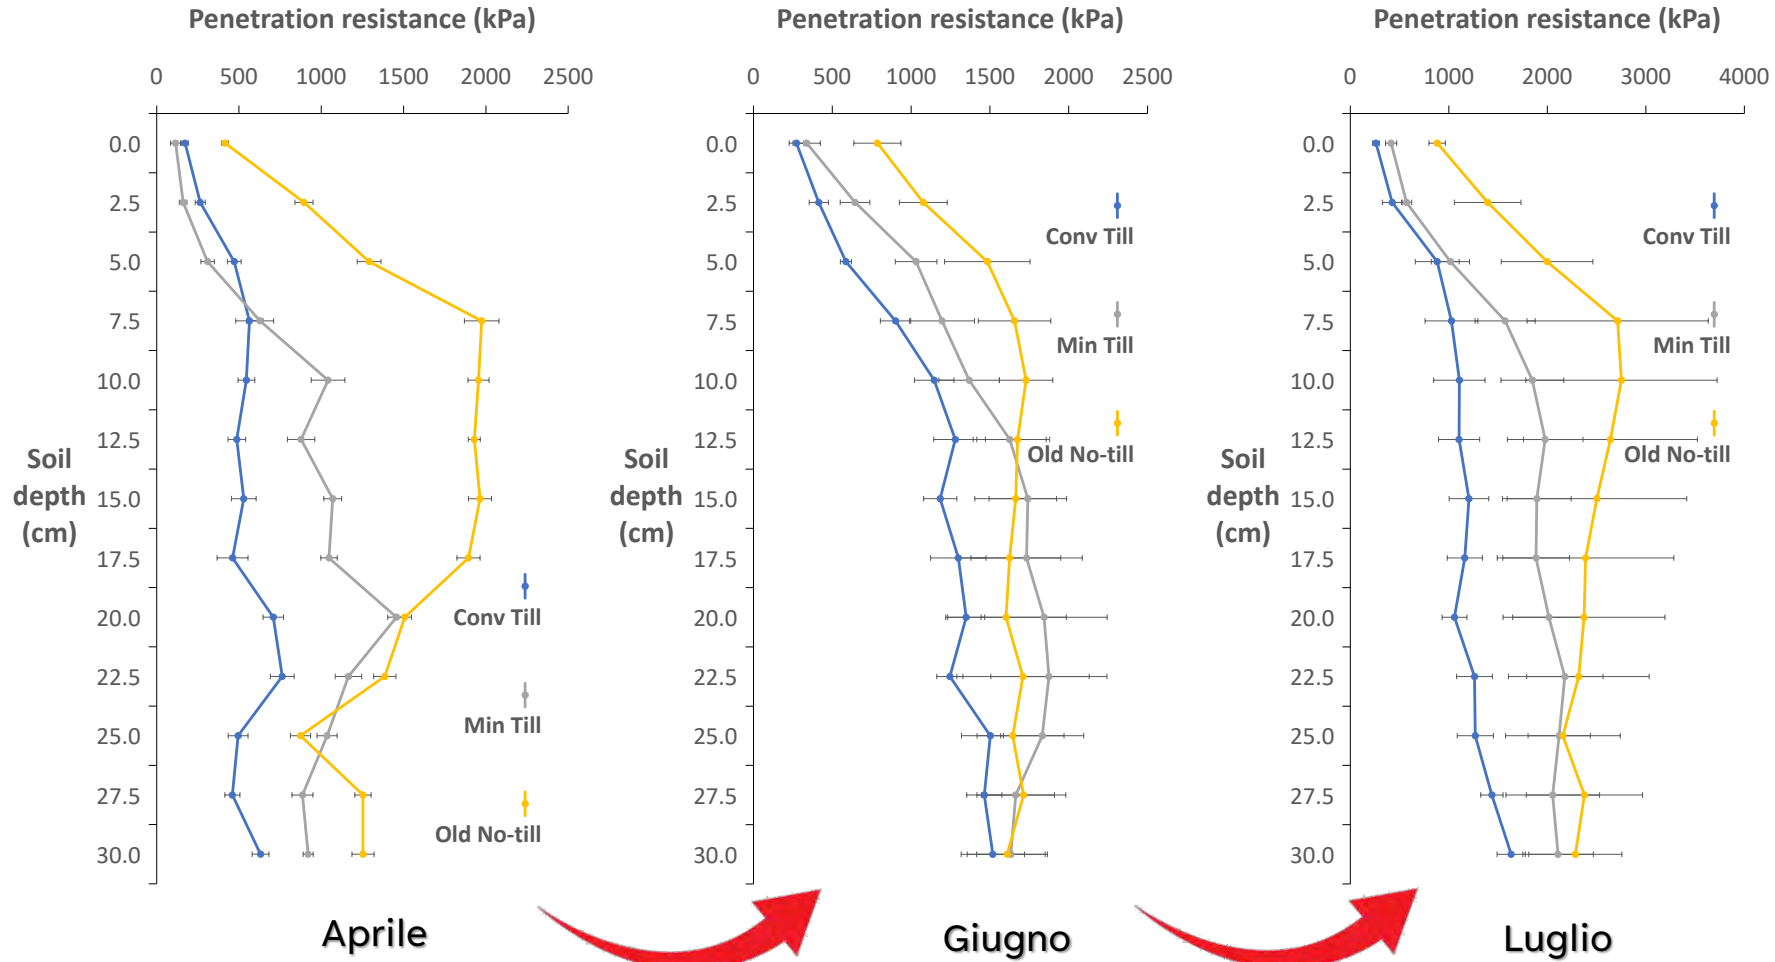 Penetration resistance (kPa)
0 500 1000 1500 2000 2500
0.0
2.5
5.0
7.5
10.0
12.5
15.0
17.5
20.0
22.5
25.0
27.5
30.0
Soil
depth
(cm)
Conv Till
Min Till
Old No-till
Aprile
Penetration resistance (kPa)
0 500 1000 1500 2000 2500
0.0
2.5
5.0
7.5
10.0
12.5
15.0
17.5
20.0
22.5
25.0
27.5
30.0
Soil
depth
(cm)
Conv Till
Min Till
Old No-till
Giugno
Penetration resistance (kPa)
0 1000 2000 3000 4000
0.0
2.5
5.0
7.5
10.0
12.5
15.0
17.5
20.0
22.5
25.0
27.5
30.0
Soil
depth
(cm)
Conv Till
Min Till
Old No-till
Luglio